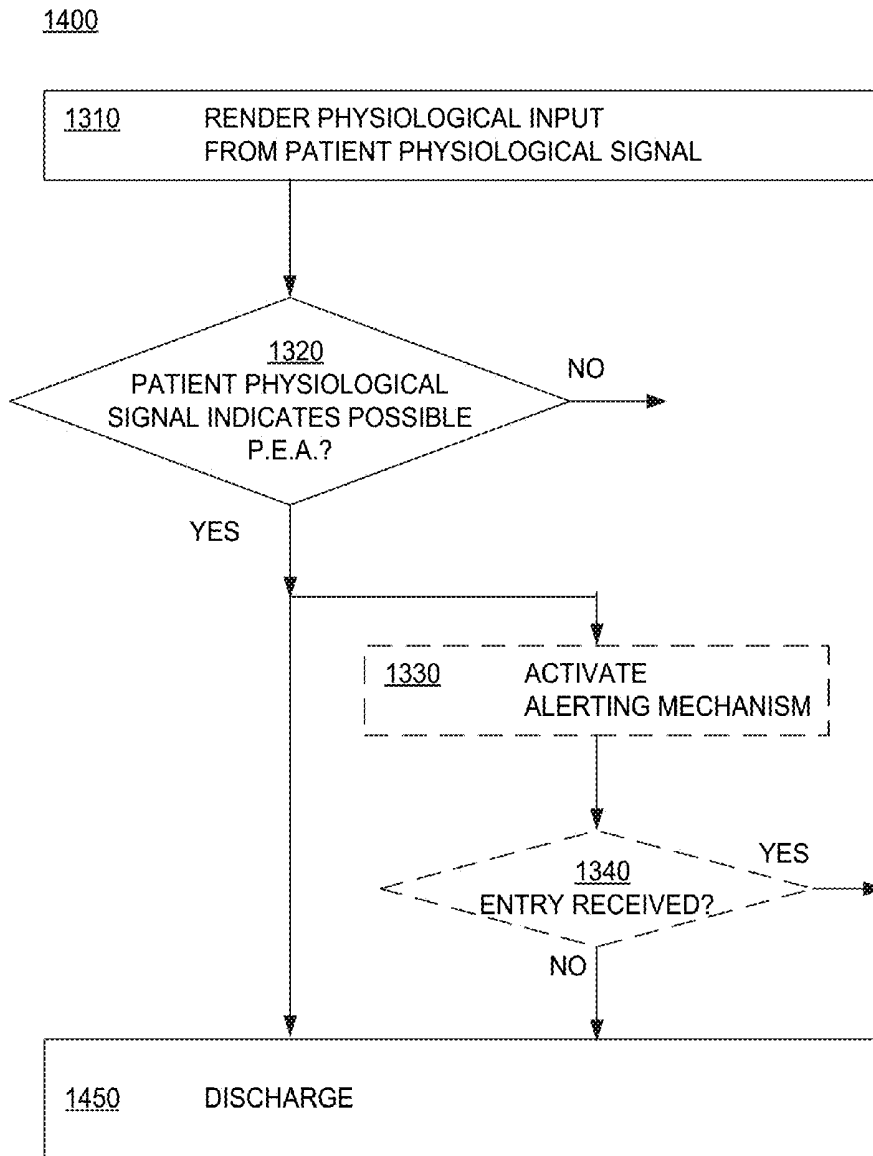 1400
1310 RENDER PHYSIOLOGICAL INPUT
FROM PATIENT PHYSIOLOGICAL SIGNAL
1320
PATIENT PHYSIOLOGICAL
SIGNAL INDICATES POSSIBLE
P.E.A.?
NO
YES
1330 ACTIVATE
ALERTING MECHANISM
1340
ENTRY RECEIVED?
YES
NO
1450 DISCHARGE